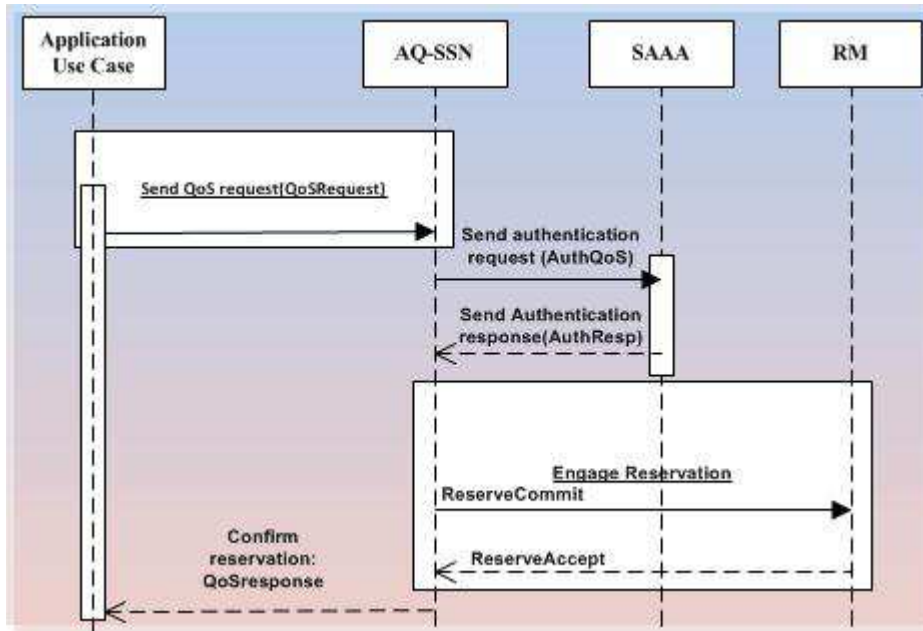 Application
Use Case
AQ-SSN
SAAA
RM
Send QoS request(QoSRequest)
Send authentication
request (AuthQoS)
Send Authentication
response(AuthResp)
Engage Reservation
ReserveCommit
Confirm
reservation:
QoSresponse
ReserveAccept